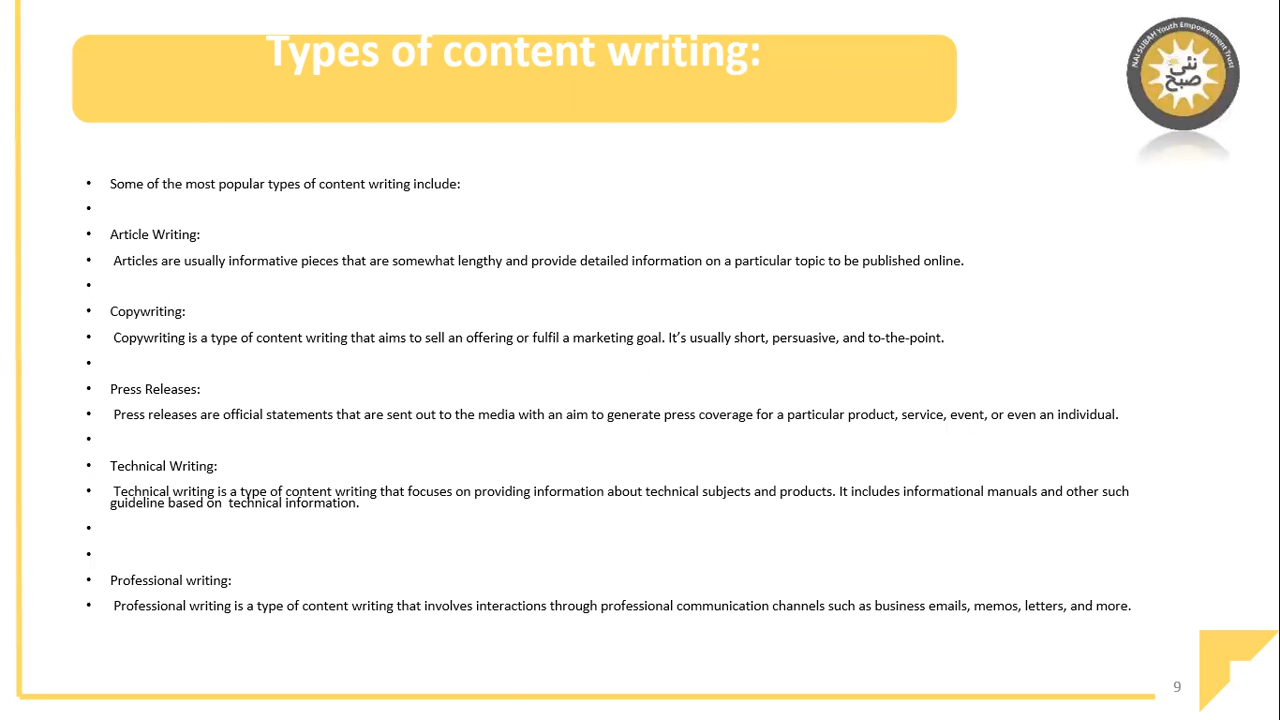 Types of content writing:
NAI SUBAH Youth Empowerment Trust
نئی
صبح
• Some of the most popular types of content writing include:
•
• Article Writing:
• Articles are usually informative pieces that are somewhat lengthy and provide detailed information on a particular topic to be published online.
•
• Copywriting:
• Copywriting is a type of content writing that aims to sell an offering or fulfil a marketing goal. It’s usually short, persuasive, and to-the-point.
•
• Press Releases:
• Press releases are official statements that are sent out to the media with an aim to generate press coverage for a particular product, service, event, or even an individual.
•
• Technical Writing:
• Technical writing is a type of content writing that focuses on providing information about technical subjects and products. It includes informational manuals and other such
guideline based on  technical information.
•
•
• Professional writing:
• Professional writing is a type of content writing that involves interactions through professional communication channels such as business emails, memos, letters, and more.
9